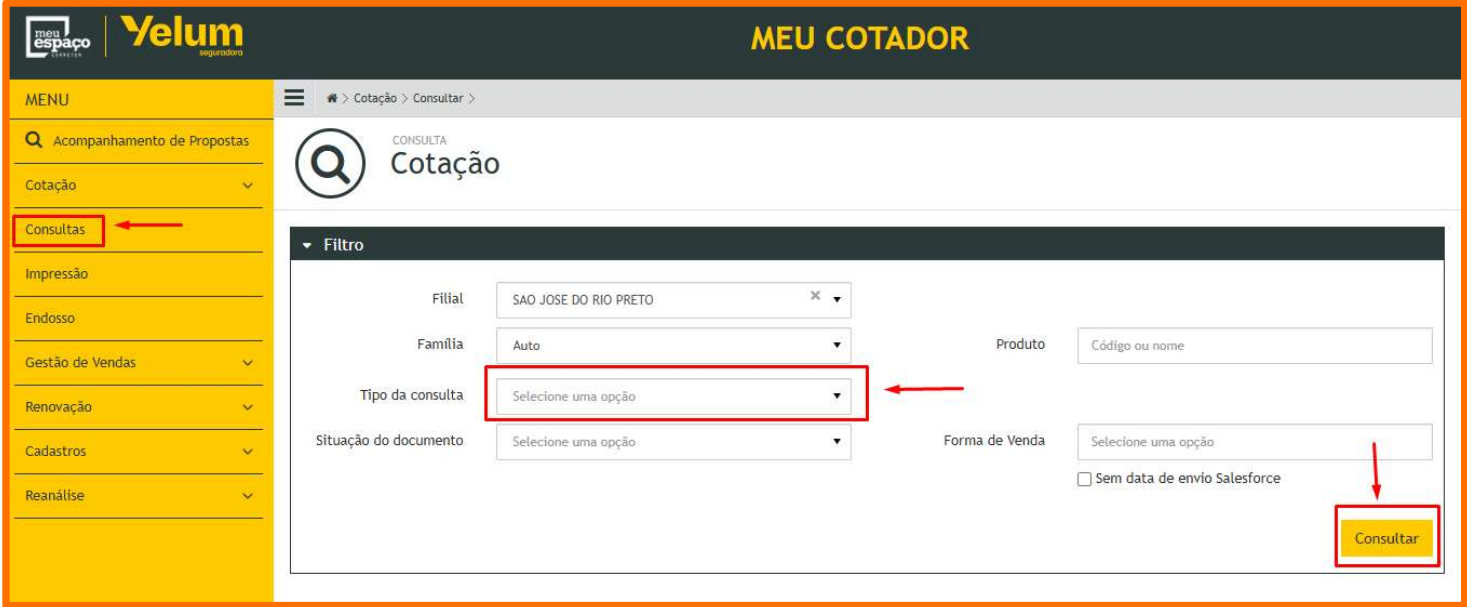 meu espaço
CORRETOR
Yelum
seguradora
MEU COTADOR
MENU
Acompanhamento de Propostas
Cotação
Consultas
Impressão
Endosso
Gestão de Vendas
Renovação
Cadastros
Reanálise
> Cotação > Consultar >
CONSULTA
Cotação
Filtro
Filial SAO JOSE DO RIO PRETO
Família Auto Produto Código ou nome
Tipo da consulta Selecione uma opção
Situação do documento Selecione uma opção Forma de Venda Selecione uma opção
Sem data de envio Salesforce
Consultar